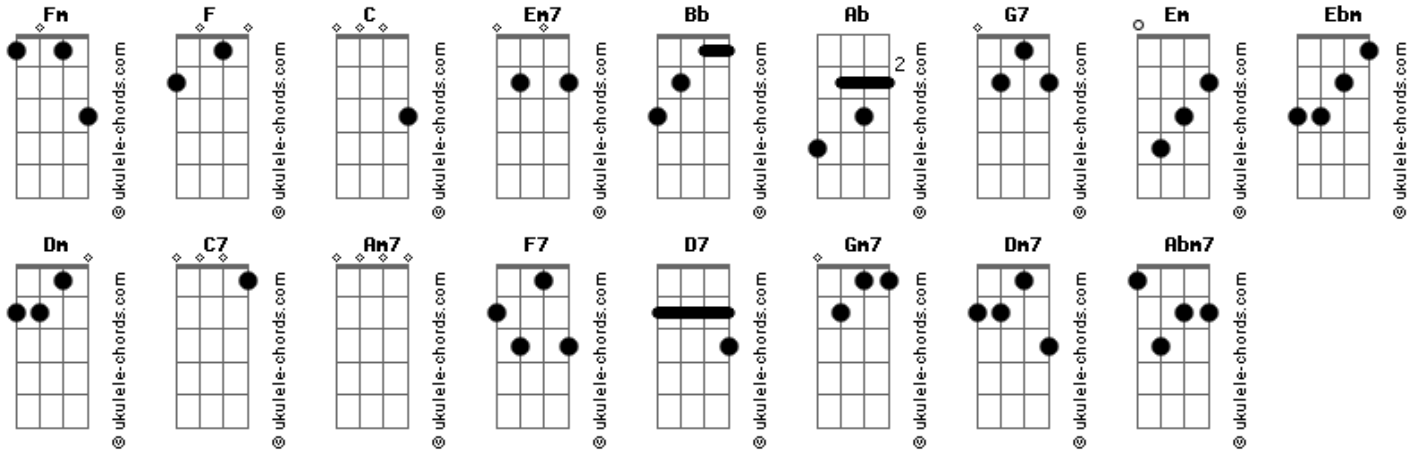 Fm F C Em7 Bb Ab G7 Em Ebm
2
© ukulele-chords.com © ukulele-chords.com © ukulele-chords.com © ukulele-chords.com © ukulele-chords.com © ukulele-chords.com © ukulele-chords.com © ukulele-chords.com © ukulele-chords.com
Dm C7 Am7 F7 D7 Gm7 Dm7 Abm7
© ukulele-chords.com © ukulele-chords.com © ukulele-chords.com © ukulele-chords.com © ukulele-chords.com © ukulele-chords.com © ukulele-chords.com © ukulele-chords.com